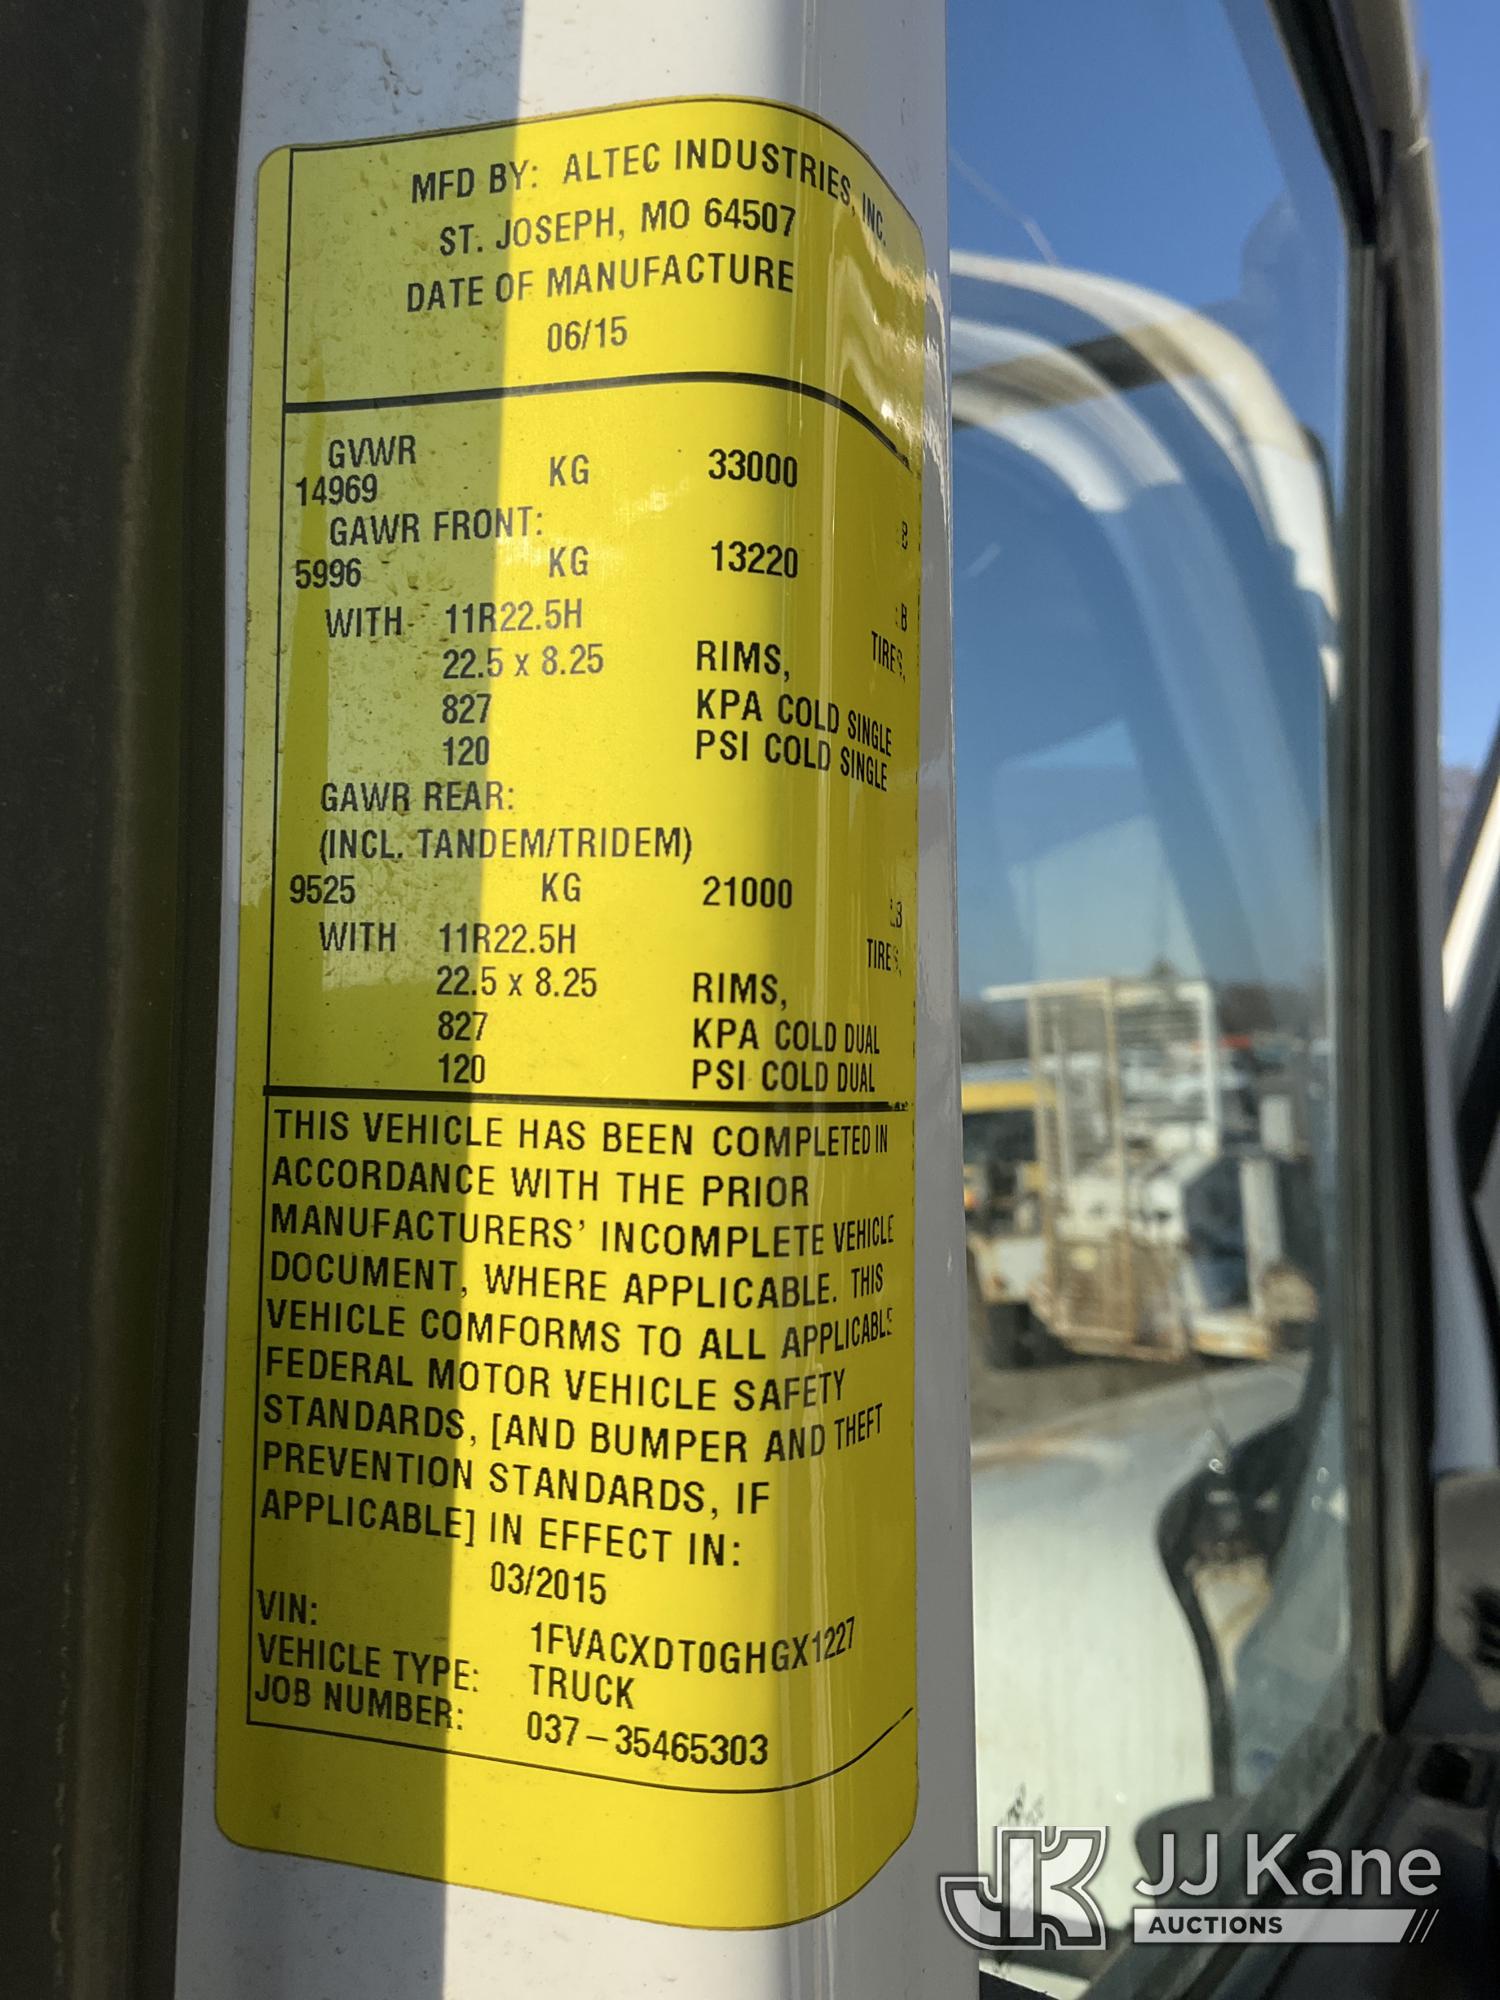 MFD BY: ALTEC INDUSTRIES, INC.
ST. JOSEPH, MO 64507
DATE OF MANUFACTURE
06/15
GVWR
14969 KG 33000
GAWR FRONT:
5996 KG 13220
WITH 11R22.5H TIRES,
22.5 x 8.25 RIMS,
827 KPA COLD SINGLE
120 PSI COLD SINGLE
GAWR REAR:
(INCL. TANDEM/TRIDEM)
9525 KG 21000
WITH 11R22.5H TIRES,
22.5 x 8.25 RIMS,
827 KPA COLD DUAL
120 PSI COLD DUAL
THIS VEHICLE HAS BEEN COMPLETED IN
ACCORDANCE WITH THE PRIOR
MANUFACTURERS' INCOMPLETE VEHICLE
DOCUMENT, WHERE APPLICABLE. THIS
VEHICLE COMFORMS TO ALL APPLICABLE
FEDERAL MOTOR VEHICLE SAFETY
STANDARDS, [AND BUMPER AND THEFT
PREVENTION STANDARDS, IF
APPLICABLE] IN EFFECT IN:
03/2015
VIN: 1FVACXDT0GHGX1227
VEHICLE TYPE: TRUCK
JOB NUMBER: 037-35465303
JK JJ Kane
AUCTIONS